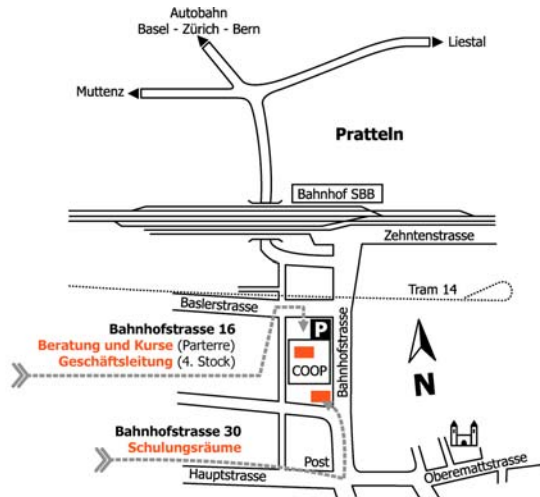 Autobahn
Basel - Zürich - Bern
Liestal
Muttenz
Pratteln
Bahnhof SBB
Zehntenstrasse
Tram 14
Baslerstrasse
Bahnhofstrasse 16
Beratung und Kurse (Parterre)
Geschäftsleitung (4. Stock)
P
COOP
Bahnhofstrasse
N
Bahnhofstrasse 30
Schulungsräume
Post
Hauptstrasse
Oberemattstrasse